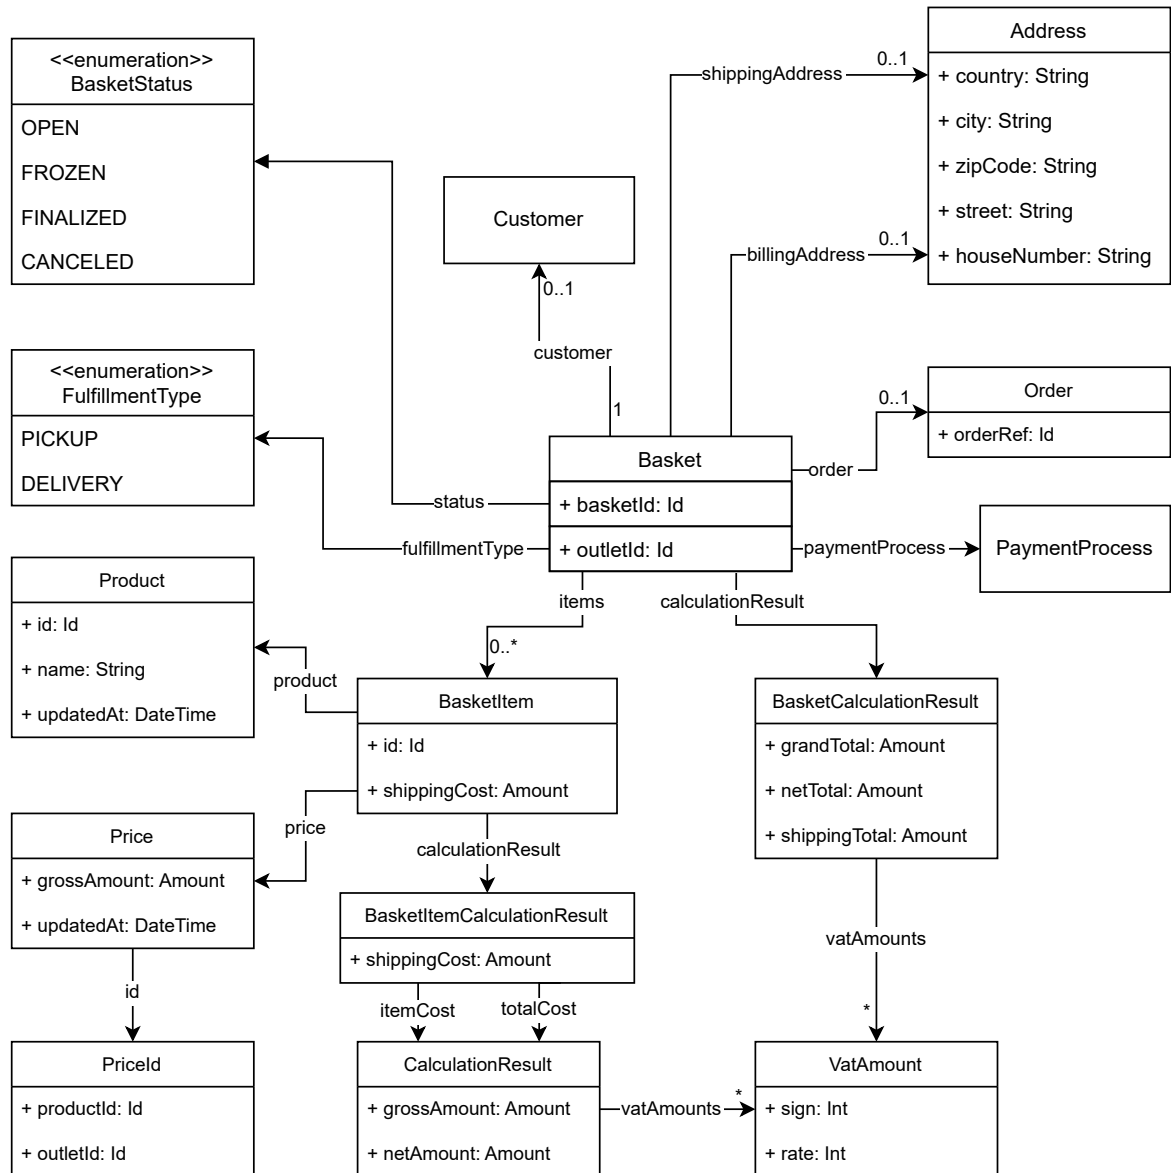 <<enumeration>>
BasketStatus
OPEN
FROZEN
FINALIZED
CANCELED
Customer
0..1
customer
1
shippingAddress
0..1
billingAddress
0..1
Address
+ country: String
+ city: String
+ zipCode: String
+ street: String
+ houseNumber: String
<<enumeration>>
FulfillmentType
PICKUP
DELIVERY
status
fulfillmentType
Basket
+ basketId: Id
+ outletId: Id
order
0..1
Order
+ orderRef: Id
paymentProcess
PaymentProcess
items
0..*
calculationResult
Product
+ id: Id
+ name: String
+ updatedAt: DateTime
product
BasketItem
+ id: Id
+ shippingCost: Amount
BasketCalculationResult
+ grandTotal: Amount
+ netTotal: Amount
+ shippingTotal: Amount
price
Price
+ grossAmount: Amount
+ updatedAt: DateTime
calculationResult
BasketItemCalculationResult
+ shippingCost: Amount
vatAmounts
*
id
itemCost
totalCost
PriceId
+ productId: Id
+ outletId: Id
CalculationResult
+ grossAmount: Amount
+ netAmount: Amount
vatAmounts
*
VatAmount
+ sign: Int
+ rate: Int